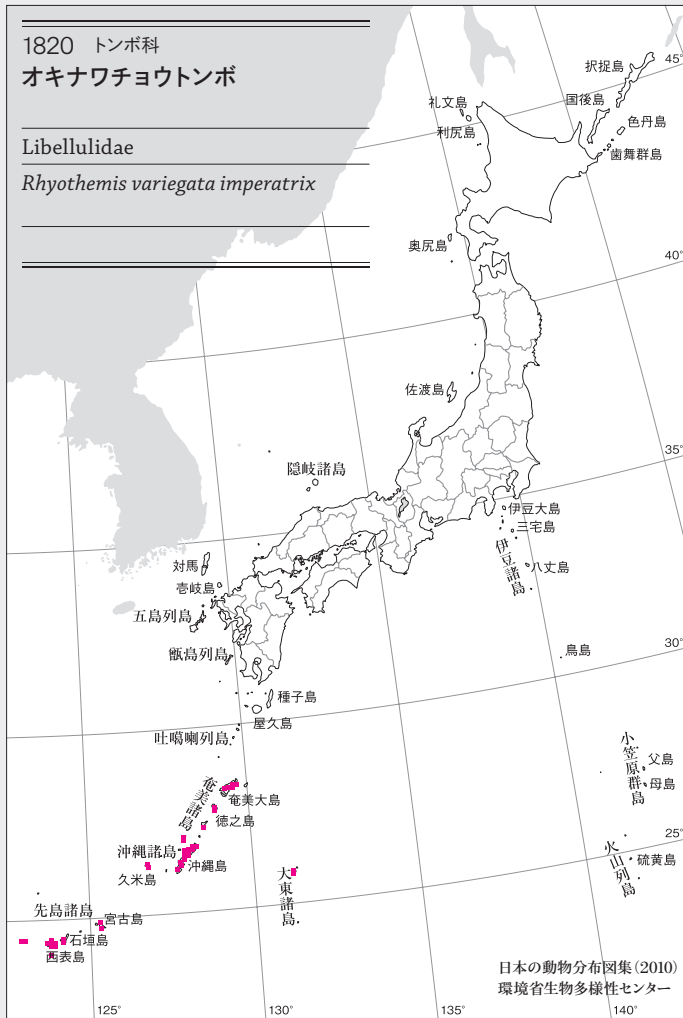 1820 トンボ科
オキナワチョウトンボ
Libellulidae
Rhyothemis variegata imperatrix
択捉島
45°
国後島
礼文島
色丹島
利尻島
歯舞群島
奥尻島
40°
佐渡島
35°
隠岐諸島
伊豆大島
三宅島
対馬
伊豆諸島
八丈島
壱岐島
五島列島
甑島列島
鳥島
30°
種子島
屋久島
吐噶喇列島
小笠原群島
父島
母島
奄美諸島
奄美大島
徳之島
25°
沖縄諸島
沖縄島
火山列島
硫黄島
久米島
大東諸島
先島諸島
宮古島
石垣島
西表島
日本の動物分布図集(2010)
環境省生物多様性センター
125°
130°
135°
140°